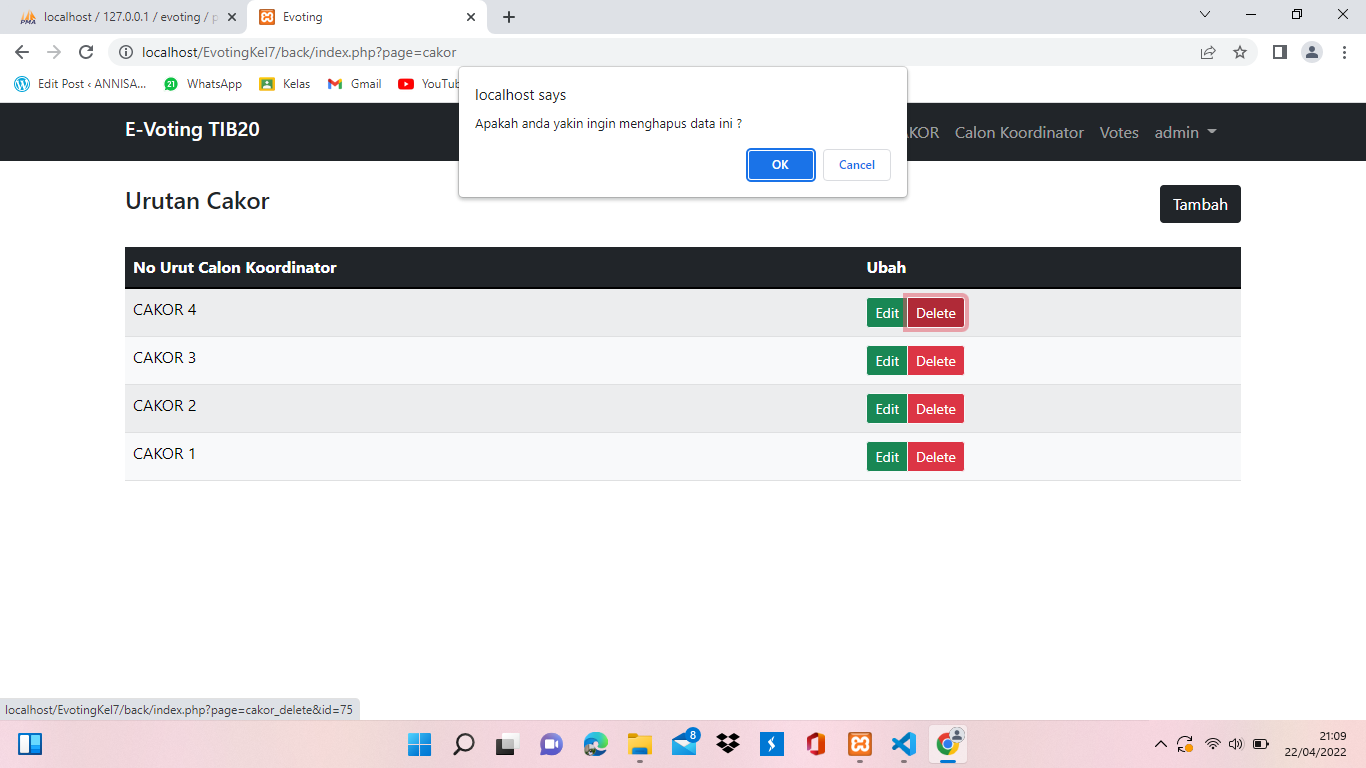 localhost / 127.0.0.1 / evoting / p
Evoting
localhost/EvotingKel7/back/index.php?page=cakor
Edit Post ‹ ANNISA...
21
WhatsApp
Kelas
Gmail
localhost says
Apakah anda yakin ingin menghapus data ini ?
OK
Cancel
E-Voting TIB20
Calon Koordinator
Votes
admin
Urutan Cakor
Tambah
No Urut Calon Koordinator
Ubah
CAKOR 4
Edit
Delete
CAKOR 3
Edit
Delete
CAKOR 2
Edit
Delete
CAKOR 1
Edit
Delete
localhost/EvotingKel7/back/index.php?page=cakor_delete&id=75
8
21:09
22/04/2022